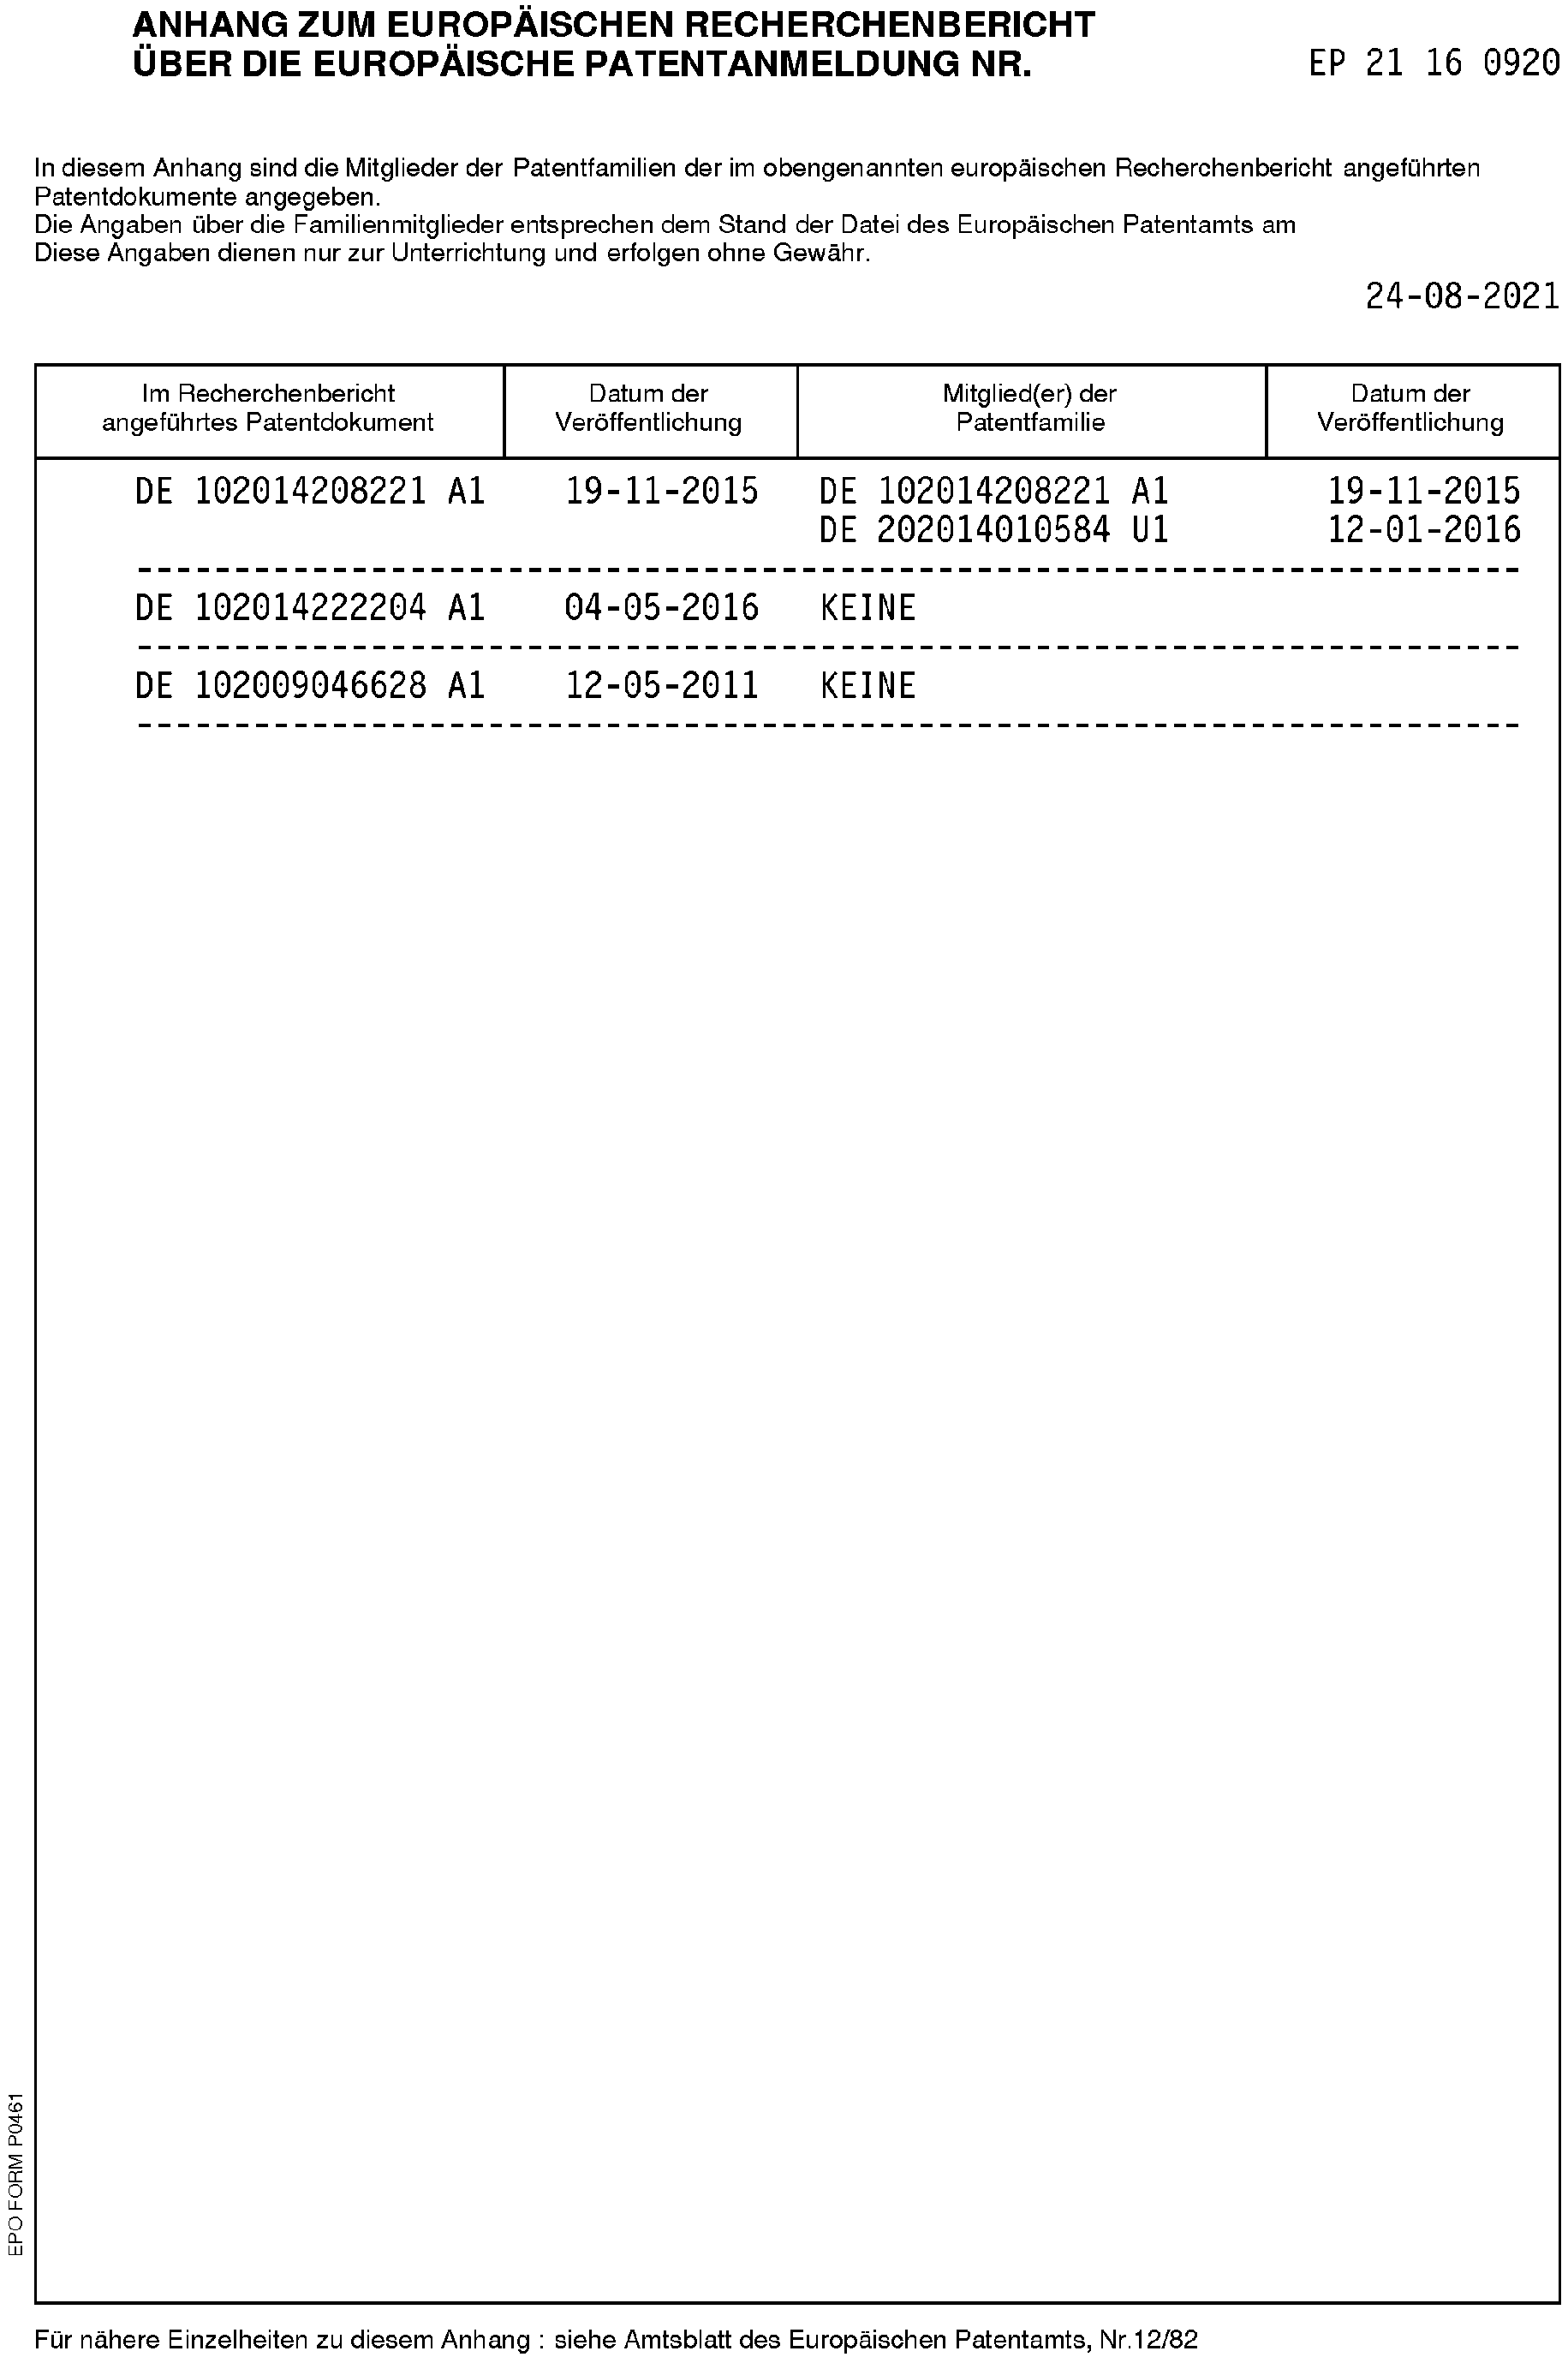 ANHANG ZUM EUROPÄISCHEN RECHERCHENBERICHT
ÜBER DIE EUROPÄISCHE PATENTANMELDUNG NR.
EP 21 16 0920
In diesem Anhang sind die Mitglieder der Patentfamilien der im obengenannten europäischen Recherchenbericht angeführten
Patentdokumente angegeben.
Die Angaben über die Familienmitglieder entsprechen dem Stand der Datei des Europäischen Patentamts am
Diese Angaben dienen nur zur Unterrichtung und erfolgen ohne Gewähr.
24-08-2021
Im Recherchenbericht
angeführtes Patentdokument
Datum der
Veröffentlichung
Mitglied(er) der
Patentfamilie
Datum der
Veröffentlichung
DE 102014208221 A1 19-11-2015 DE 102014208221 A1 19-11-2015
DE 202014010584 U1 12-01-2016
DE 102014222204 A1 04-05-2016 KEINE
DE 102009046628 A1 12-05-2011 KEINE
EPO FORM P0461
Für nähere Einzelheiten zu diesem Anhang : siehe Amtsblatt des Europäischen Patentamts, Nr.12/82